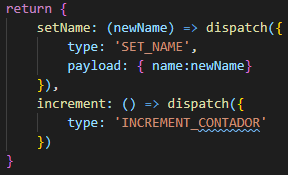 return {
    setName: (newName) => dispatch({
        type: 'SET_NAME',
        payload: { name:newName}
    }),
    increment: () => dispatch({
        type: 'INCREMENT_CONTADOR'
    })
}